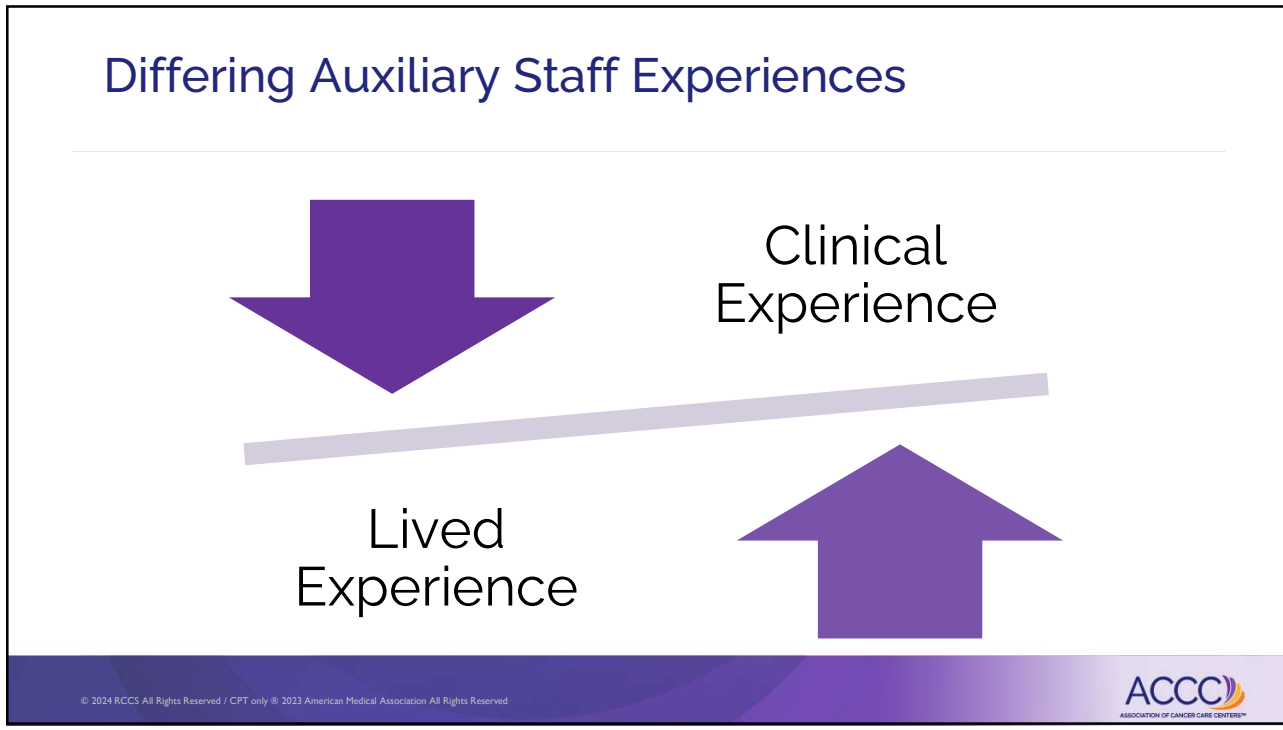 Differing Auxiliary Staff Experiences
Clinical
Experience
Lived
Experience
© 2024 RCCS All Rights Reserved / CPT only ® 2023 American Medical Association All Rights Reserved
ACCC
ASSOCIATION OF CANCER CARE CENTERS™